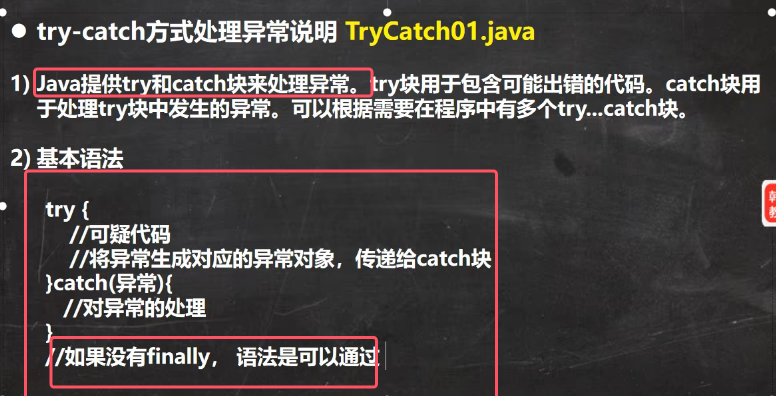 ● try-catch方式处理异常说明 TryCatch01.java
1) Java提供try和catch块来处理异常。try块用于包含可能出错的代码。catch块用
于处理try块中发生的异常。可以根据需要在程序中有多个try...catch块。
2) 基本语法
try {
//可疑代码
//将异常生成对应的异常对象，传递给catch块
}catch(异常){
//对异常的处理
}
//如果没有finally， 语法是可以通过